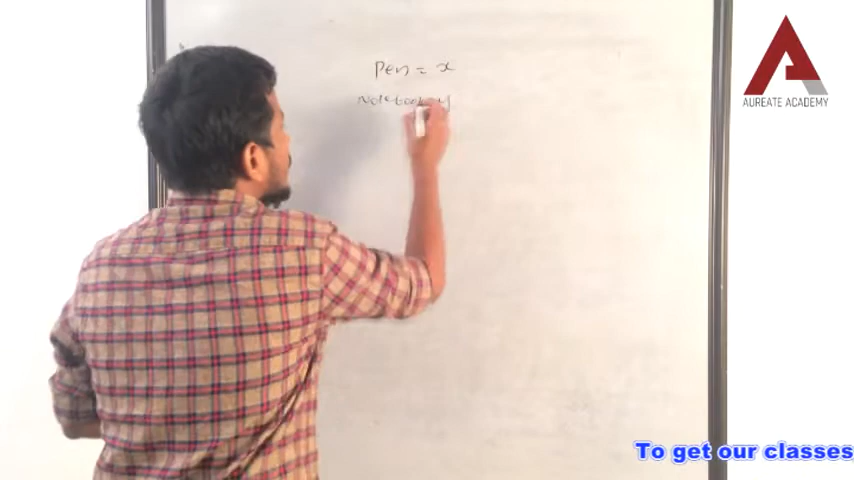 Pen = x
Notebook y
AUREATE ACADEMY
To get our classes